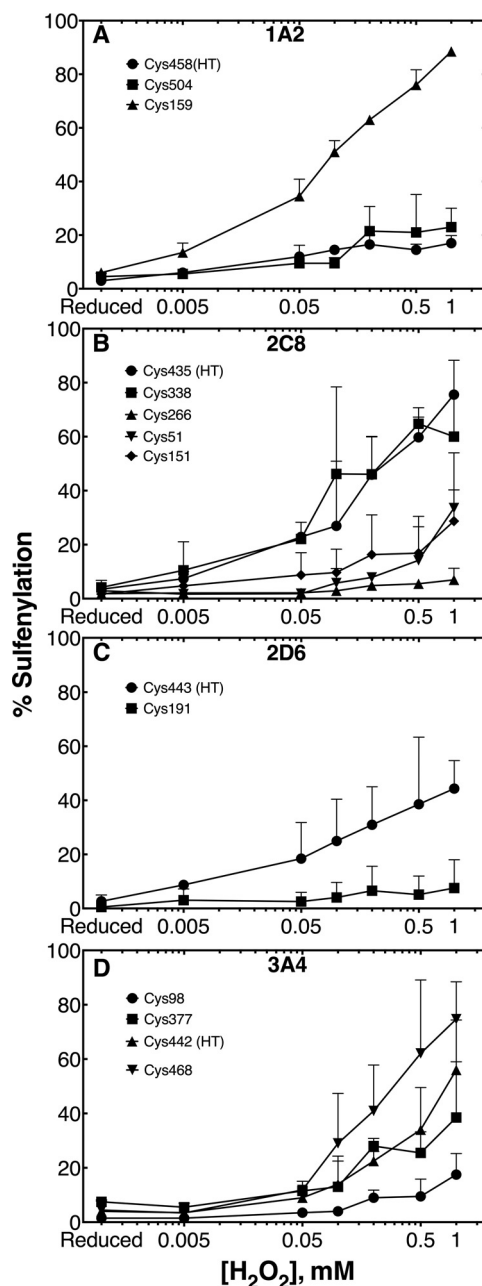 % Sulfenylation
A 1A2
100
80
60
40
20
0
Cys458(HT)
Cys504
Cys159
Reduced 0.005 0.05 0.5 1
B 2C8
100
80
60
40
20
0
Cys435 (HT)
Cys338
Cys266
Cys51
Cys151
Reduced 0.005 0.05 0.5 1
C 2D6
100
80
60
40
20
0
Cys443 (HT)
Cys191
Reduced 0.005 0.05 0.5 1
D 3A4
100
80
60
40
20
0
Cys98
Cys377
Cys442 (HT)
Cys468
Reduced 0.005 0.05 0.5 1
[H₂O₂], mM